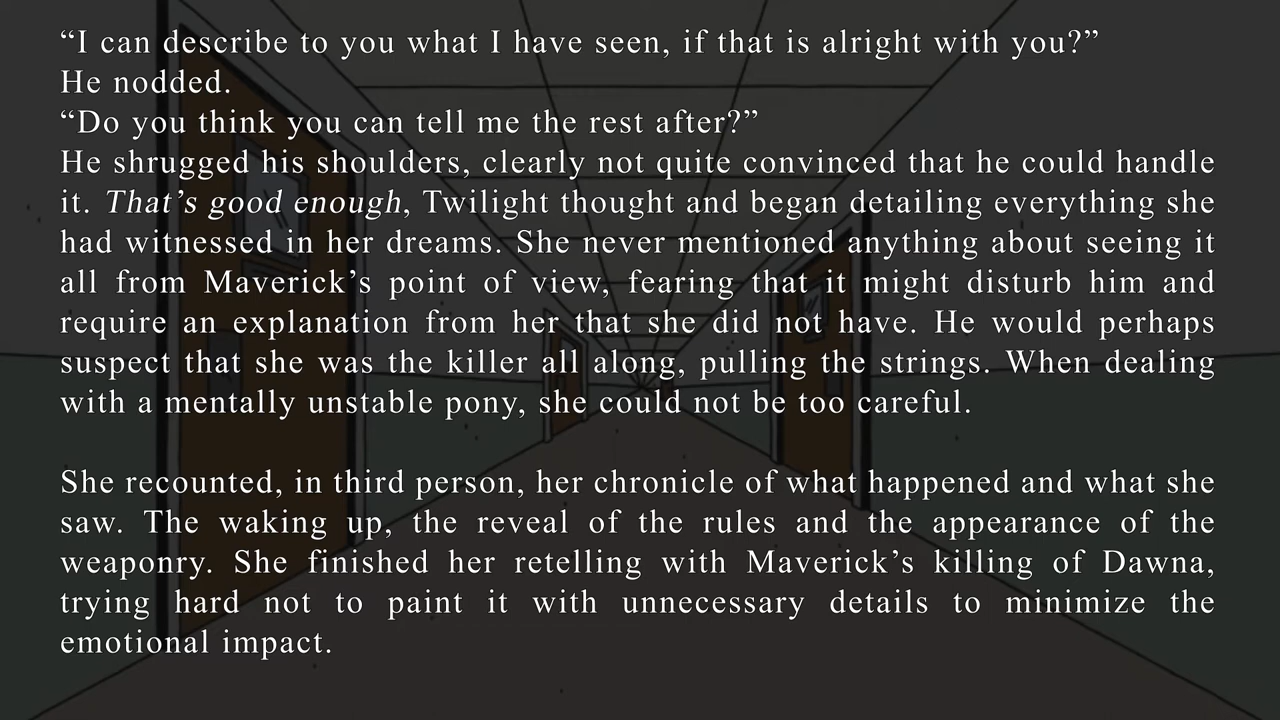 “I can describe to you what I have seen, if that is alright with you?”
He nodded.
“Do you think you can tell me the rest after?”
He shrugged his shoulders, clearly not quite convinced that he could handle
it. That’s good enough, Twilight thought and began detailing everything she
had witnessed in her dreams. She never mentioned anything about seeing it
all from Maverick’s point of view, fearing that it might disturb him and
require an explanation from her that she did not have. He would perhaps
suspect that she was the killer all along, pulling the strings. When dealing
with a mentally unstable pony, she could not be too careful.
She recounted, in third person, her chronicle of what happened and what she
saw. The waking up, the reveal of the rules and the appearance of the
weaponry. She finished her retelling with Maverick’s killing of Dawna,
trying hard not to paint it with unnecessary details to minimize the
emotional impact.